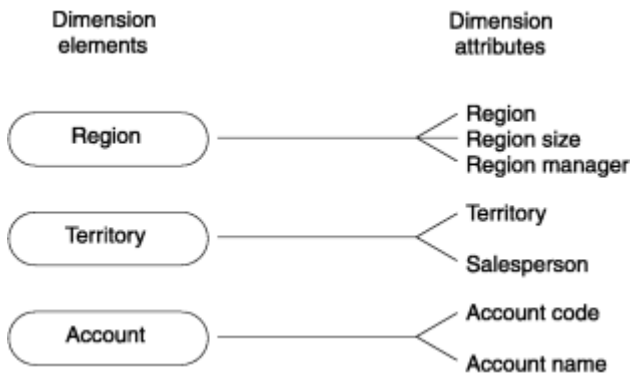 Dimension
elements
Dimension
attributes
Region
Region
Region size
Region manager
Territory
Territory
Salesperson
Account
Account code
Account name